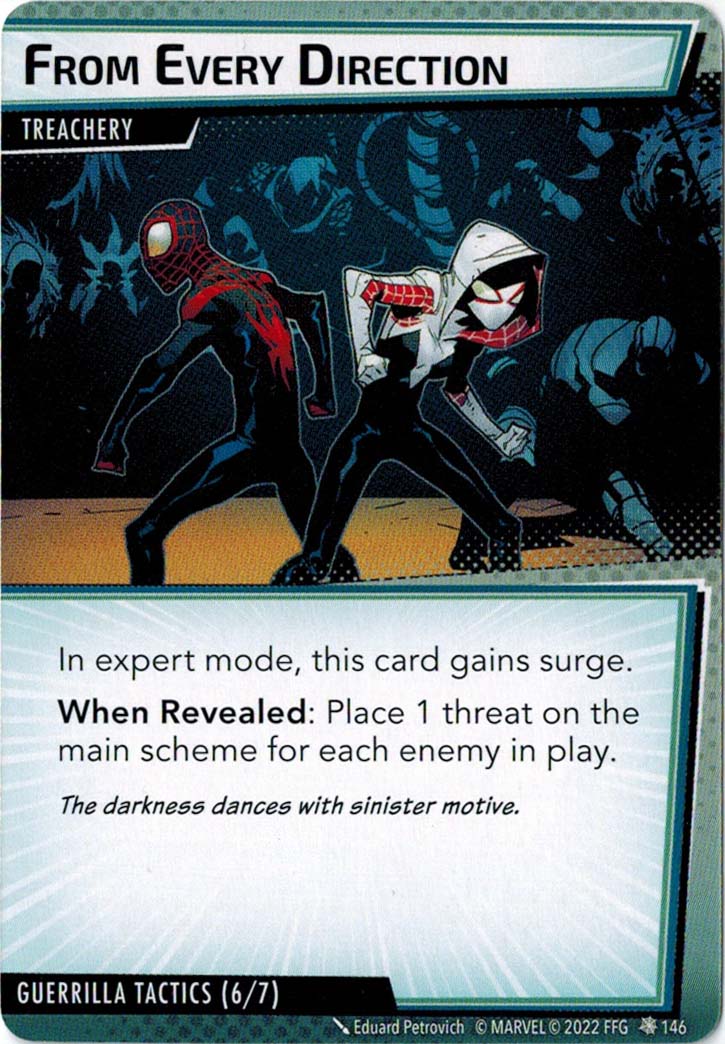 From Every Direction
TREACHERY
In expert mode, this card gains surge.
When Revealed: Place 1 threat on the
main scheme for each enemy in play.
The darkness dances with sinister motive.
GUERRILLA TACTICS (6/7)
Eduard Petrovich © MARVEL © 2022 FFG 146